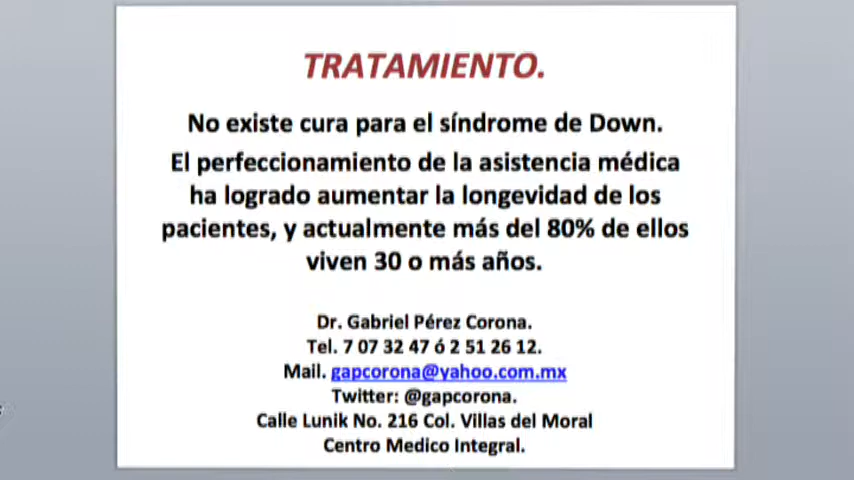 TRATAMIENTO.
No existe cura para el síndrome de Down.
El perfeccionamiento de la asistencia médica
ha logrado aumentar la longevidad de los
pacientes, y actualmente más del 80% de ellos
viven 30 o más años.
Dr. Gabriel Pérez Corona.
Tel. 7 07 32 47 ó 2 51 26 12.
Mail. gapcorona@yahoo.com.mx
Twitter: @gapcorona.
Calle Lunik No. 216 Col. Villas del Moral
Centro Medico Integral.